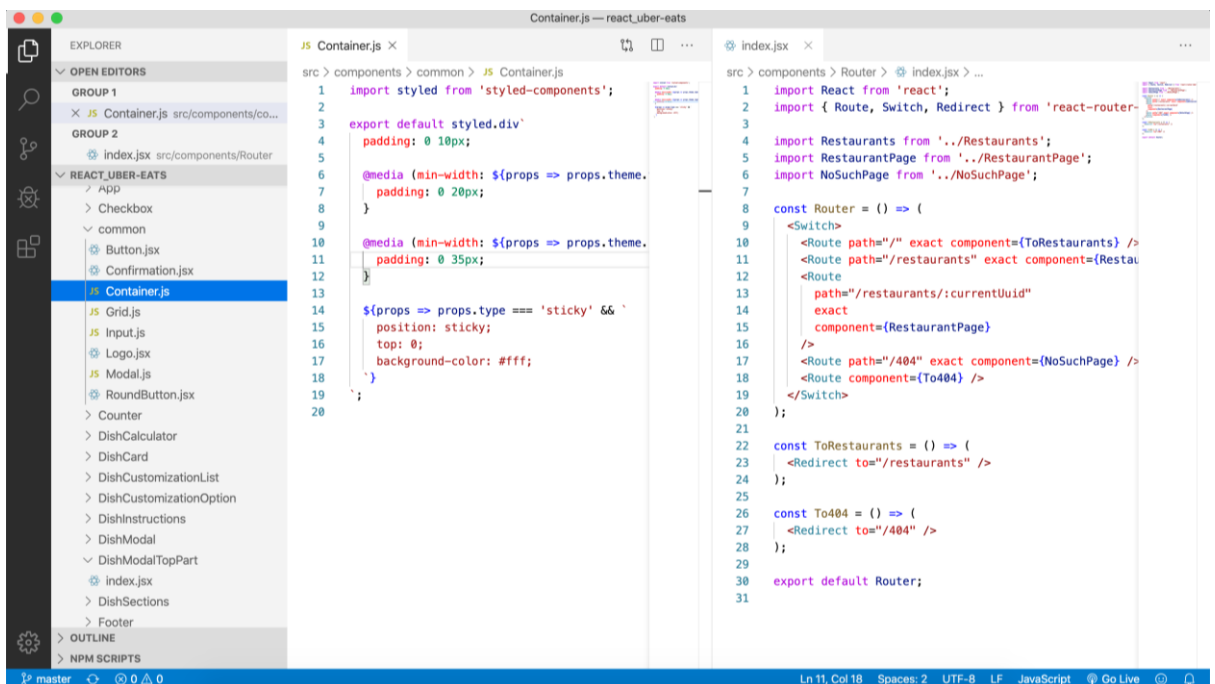 Container.js — react_uber-eats
EXPLORER
OPEN EDITORS
GROUP 1
JS Container.js src/components/co...
GROUP 2
index.jsx src/components/Router
REACT_UBER-EATS
App
Checkbox
common
Button.jsx
Confirmation.jsx
JS Container.js
JS Grid.js
JS Input.js
Logo.jsx
JS Modal.js
RoundButton.jsx
Counter
DishCalculator
DishCard
DishCustomizationList
DishCustomizationOption
DishInstructions
DishModal
DishModalTopPart
index.jsx
DishSections
Footer
OUTLINE
NPM SCRIPTS
JS Container.js
src > components > common > JS Container.js
1 import styled from 'styled-components';
2
3 export default styled.div`
4   padding: 0 10px;
5
6   @media (min-width: ${props => props.theme.
7     padding: 0 20px;
8   }
9
10   @media (min-width: ${props => props.theme.
11     padding: 0 35px;
12   }
13
14   ${props => props.type === 'sticky' && `
15     position: sticky;
16     top: 0;
17     background-color: #fff;
18   `}
19 `;
20
index.jsx
src > components > Router > index.jsx > ...
1 import React from 'react';
2 import { Route, Switch, Redirect } from 'react-router-
3
4 import Restaurants from '../Restaurants';
5 import RestaurantPage from '../RestaurantPage';
6 import NoSuchPage from '../NoSuchPage';
7
8 const Router = () => (
9   <Switch>
10     <Route path="/" exact component={ToRestaurants} />
11     <Route path="/restaurants" exact component={Restau
12     <Route
13       path="/restaurants/:currentUuid"
14       exact
15       component={RestaurantPage}
16     />
17     <Route path="/404" exact component={NoSuchPage} />
18     <Route component={To404} />
19   </Switch>
20 );
21
22 const ToRestaurants = () => (
23   <Redirect to="/restaurants" />
24 );
25
26 const To404 = () => (
27   <Redirect to="/404" />
28 );
29
30 export default Router;
31
master 0 0 Ln 11, Col 18 Spaces: 2 UTF-8 LF JavaScript Go Live